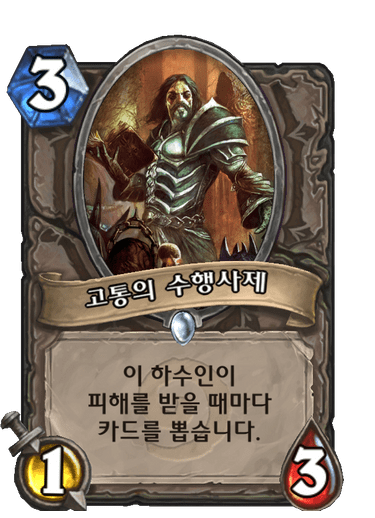 3
고통의 수행사제
이 하수인이
피해를 받을 때마다
카드를 뽑습니다.
1
3